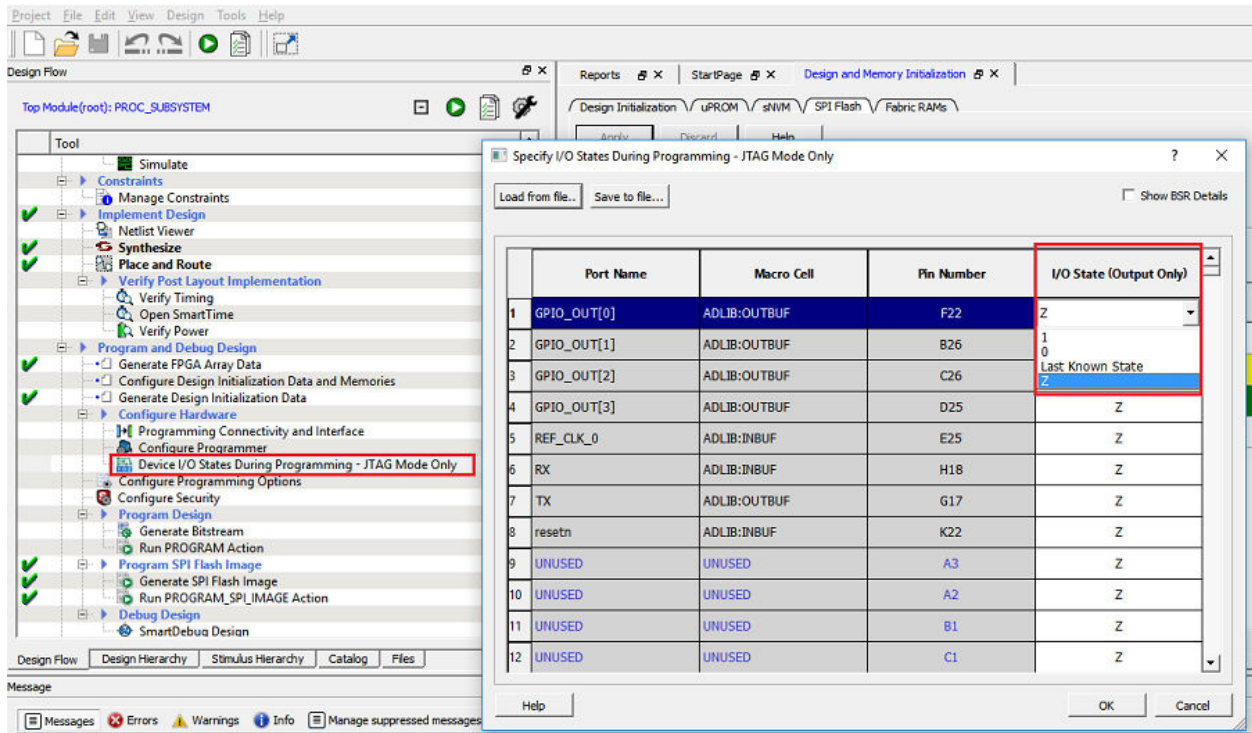 Project File Edit View Design Tools Help
Design Flow
Reports StartPage Design and Memory Initialization
Top Module(root): PROC_SUBSYSTEM
Design Initialization uPROM sNVM SPI Flash Fabric RAMs
Apply Discard Help
Tool
Simulate
Constraints
Manage Constraints
Implement Design
Netlist Viewer
Synthesize
Place and Route
Verify Post Layout Implementation
Verify Timing
Open SmartTime
Verify Power
Program and Debug Design
Generate FPGA Array Data
Configure Design Initialization Data and Memories
Generate Design Initialization Data
Configure Hardware
Programming Connectivity and Interface
Configure Programmer
Device I/O States During Programming - JTAG Mode Only
Configure Programming Options
Configure Security
Program Design
Generate Bitstream
Run PROGRAM Action
Program SPI Flash Image
Generate SPI Flash Image
Run PROGRAM_SPI_IMAGE Action
Debug Design
SmartDebug Design
Design Flow Design Hierarchy Stimulus Hierarchy Catalog Files
Message
Messages Errors Warnings Info Manage suppressed messages
Specify I/O States During Programming - JTAG Mode Only
Load from file.. Save to file... Show BSR Details
Port Name Macro Cell Pin Number I/O State (Output Only)
1 GPIO_OUT[0] ADLIB:OUTBUF F22 Z
1
0
Last Known State
Z
2 GPIO_OUT[1] ADLIB:OUTBUF B26
3 GPIO_OUT[2] ADLIB:OUTBUF C26
4 GPIO_OUT[3] ADLIB:OUTBUF D25 Z
5 REF_CLK_0 ADLIB:INBUF E25 Z
6 RX ADLIB:INBUF H18 Z
7 TX ADLIB:OUTBUF G17 Z
8 resetn ADLIB:INBUF K22 Z
9 UNUSED UNUSED A3 Z
10 UNUSED UNUSED A2 Z
11 UNUSED UNUSED B1 Z
12 UNUSED UNUSED C1 Z
Help OK Cancel